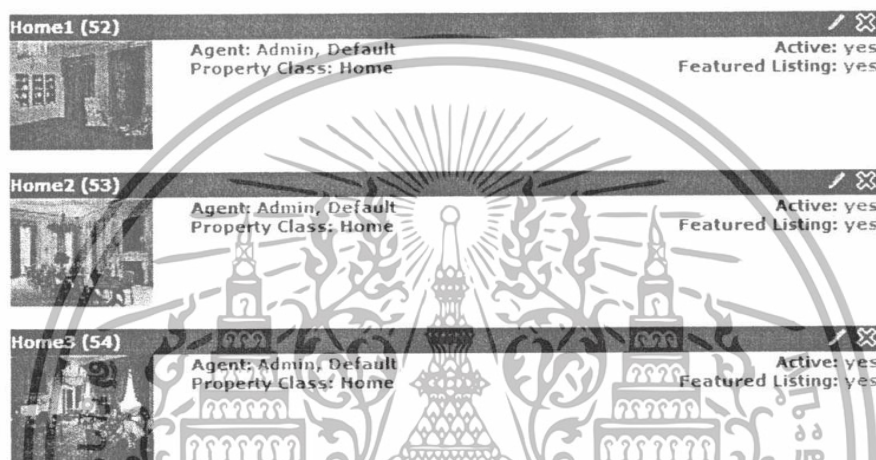 Home1 (52)
Agent: Admin, Default
Active: yes
Property Class: Home
Featured Listing: yes
Home2 (53)
Agent: Admin, Default
Active: yes
Property Class: Home
Featured Listing: yes
Home3 (54)
Agent: Admin, Default
Active: yes
Property Class: Home
Featured Listing: yes